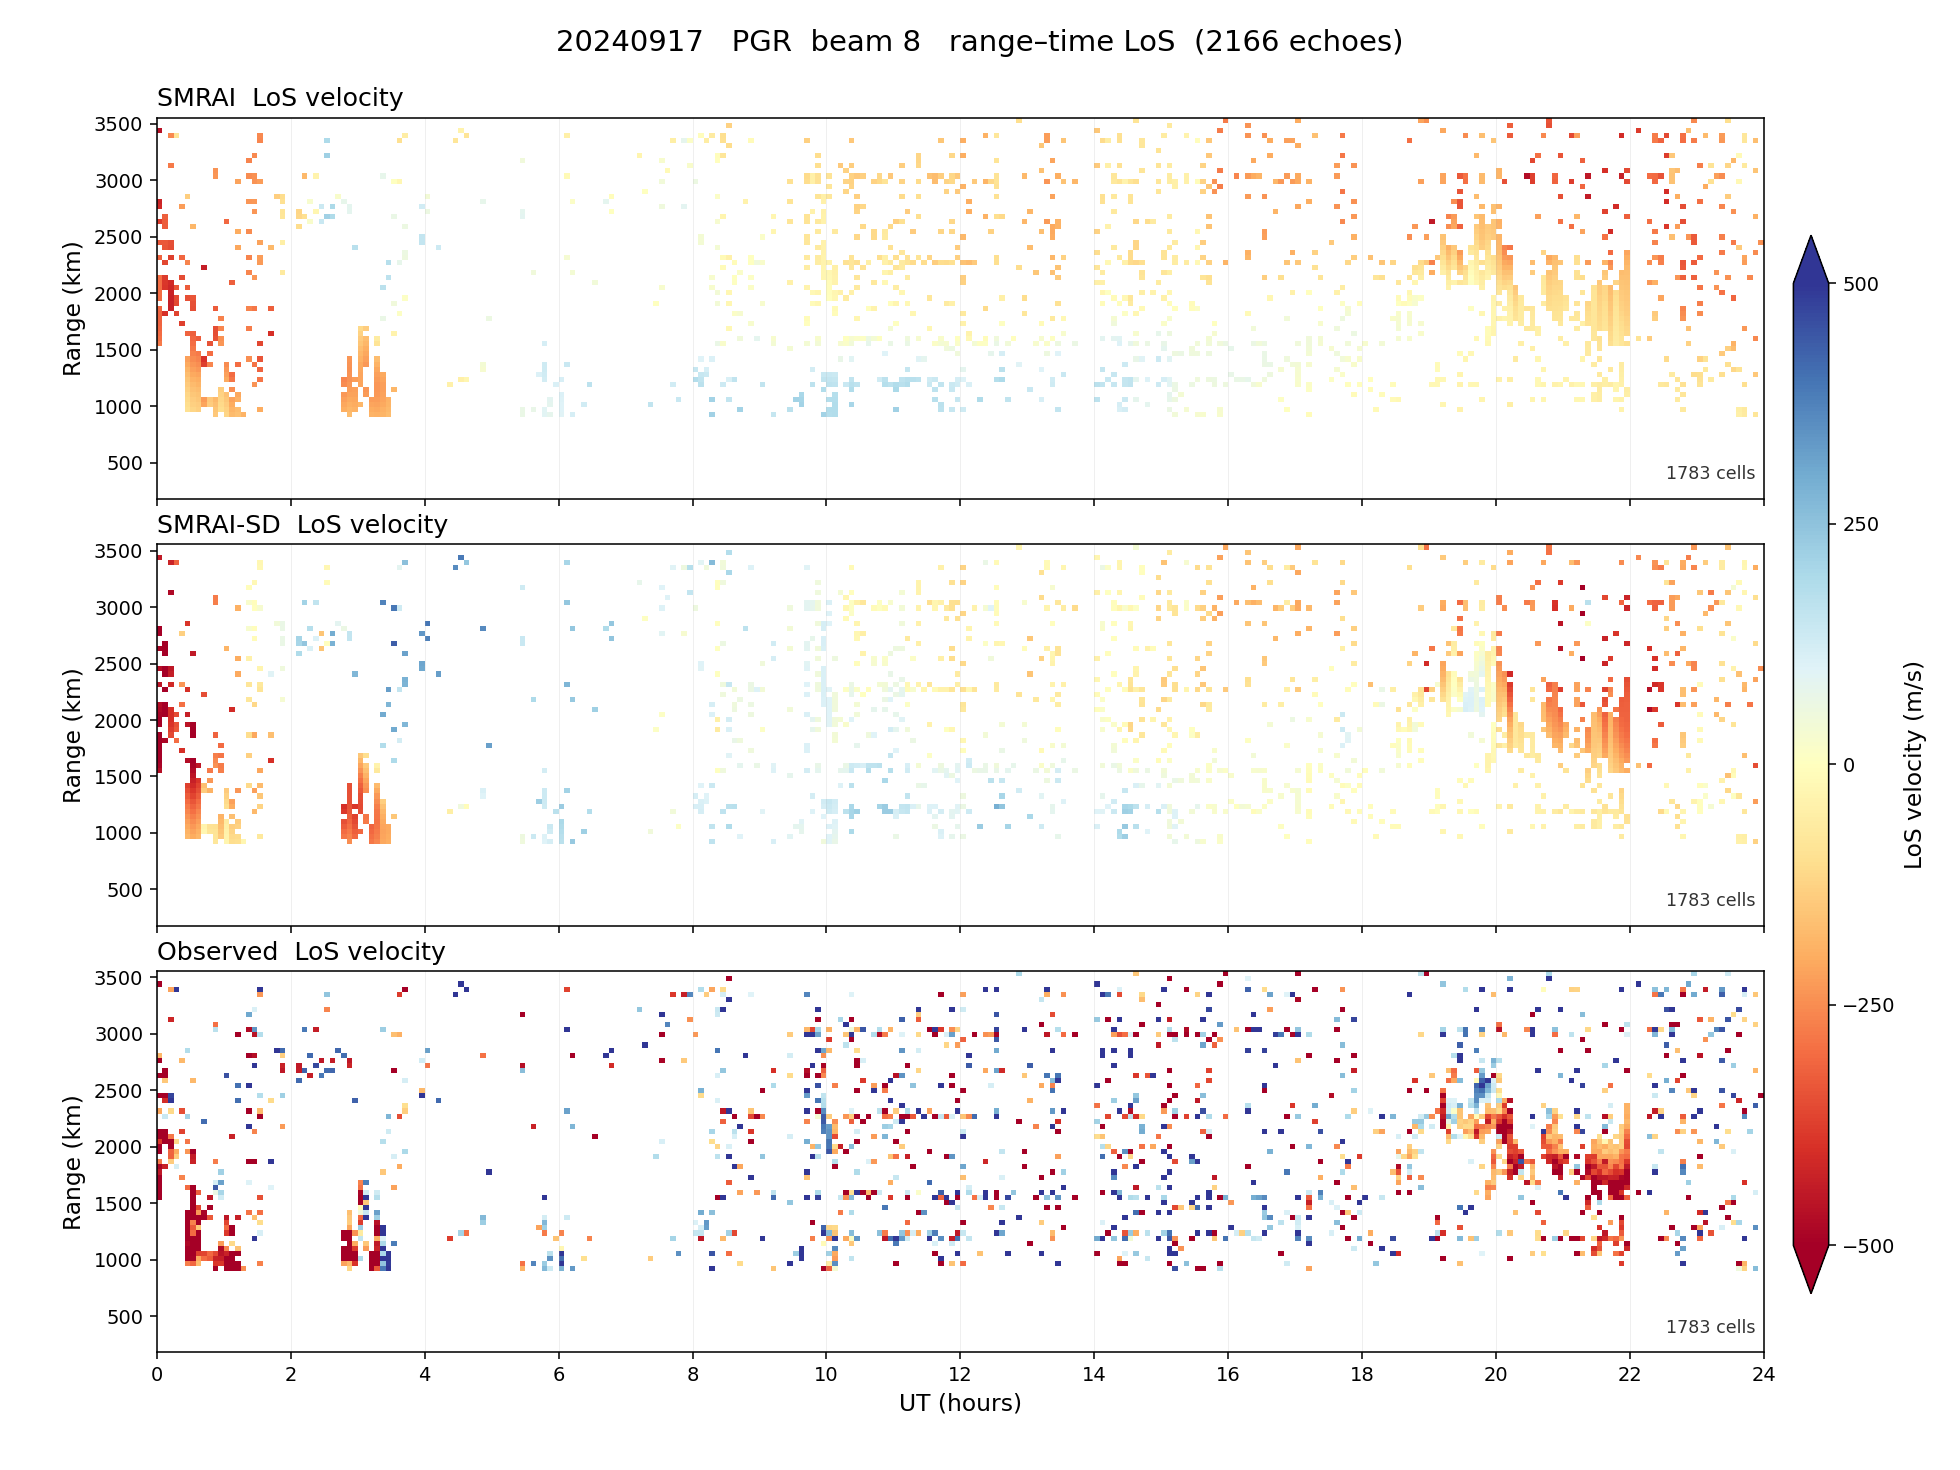 20240917   PGR  beam 8   range–time LoS  (2166 echoes)
SMRAI  LoS velocity
3500
3000
2500
2000
1500
1000
500
Range (km)
1783 cells
SMRAI-SD  LoS velocity
3500
3000
2500
2000
1500
1000
500
Range (km)
1783 cells
Observed  LoS velocity
3500
3000
2500
2000
1500
1000
500
Range (km)
1783 cells
0 2 4 6 8 10 12 14 16 18 20 22 24
UT (hours)
500
250
0
−250
−500
LoS velocity (m/s)